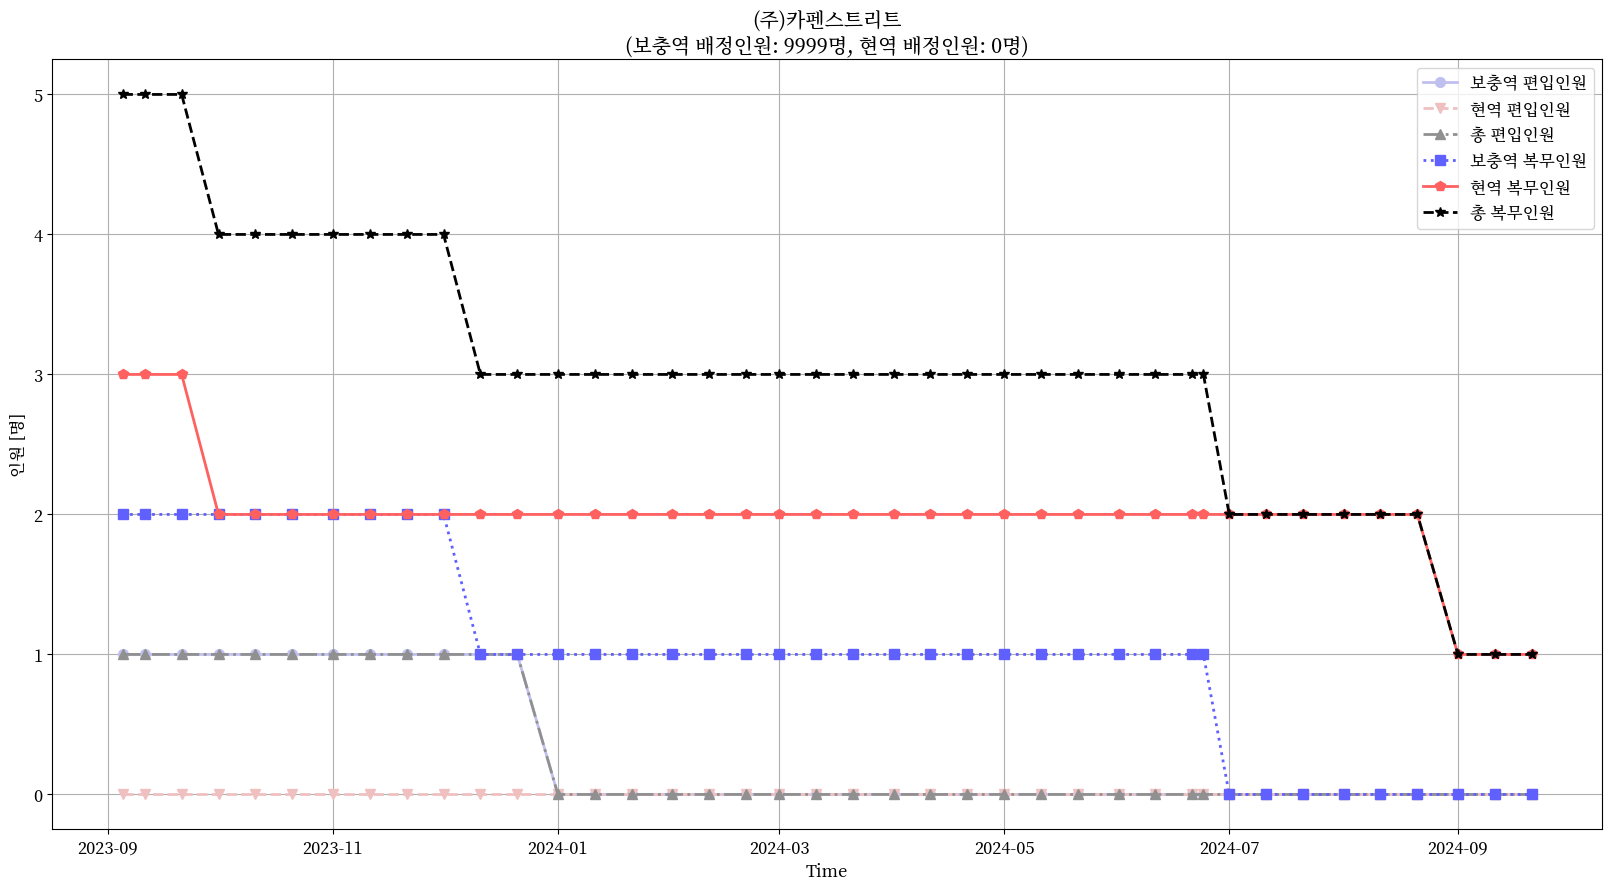 (주)카펜스트리트
(보충역 배정인원: 9999명, 현역 배정인원: 0명)
보충역 편입인원
현역 편입인원
총 편입인원
보충역 복무인원
현역 복무인원
총 복무인원
인원 [명]
5
4
3
2
1
0
2023-09
2023-11
2024-01
2024-03
2024-05
2024-07
2024-09
Time